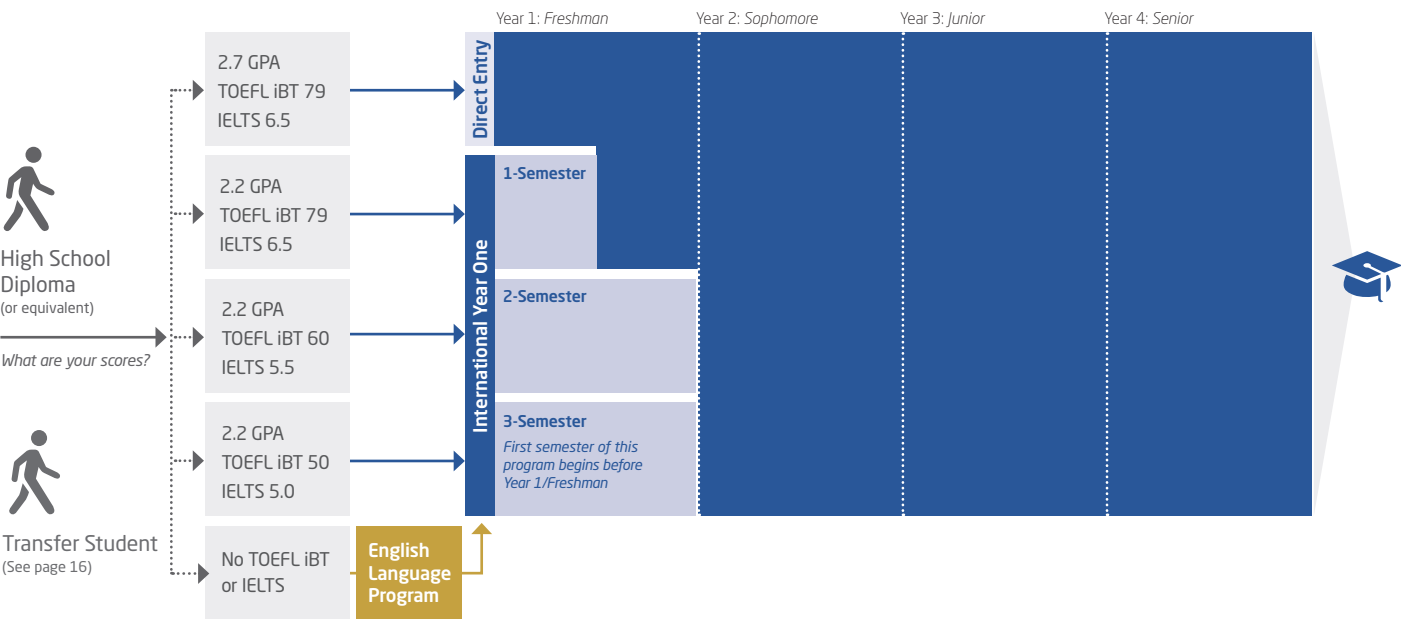 Year 1: Freshman
Year 2: Sophomore
Year 3: Junior
Year 4: Senior
2.7 GPA
TOEFL iBT 79
IELTS 6.5
Direct Entry
2.2 GPA
TOEFL iBT 79
IELTS 6.5
1-Semester
High School
Diploma
(or equivalent)
What are your scores?
International Year One
2.2 GPA
TOEFL iBT 60
IELTS 5.5
2-Semester
2.2 GPA
TOEFL iBT 50
IELTS 5.0
3-Semester
First semester of this
program begins before
Year 1/Freshman
Transfer Student
(See page 16)
No TOEFL iBT
or IELTS
English
Language
Program